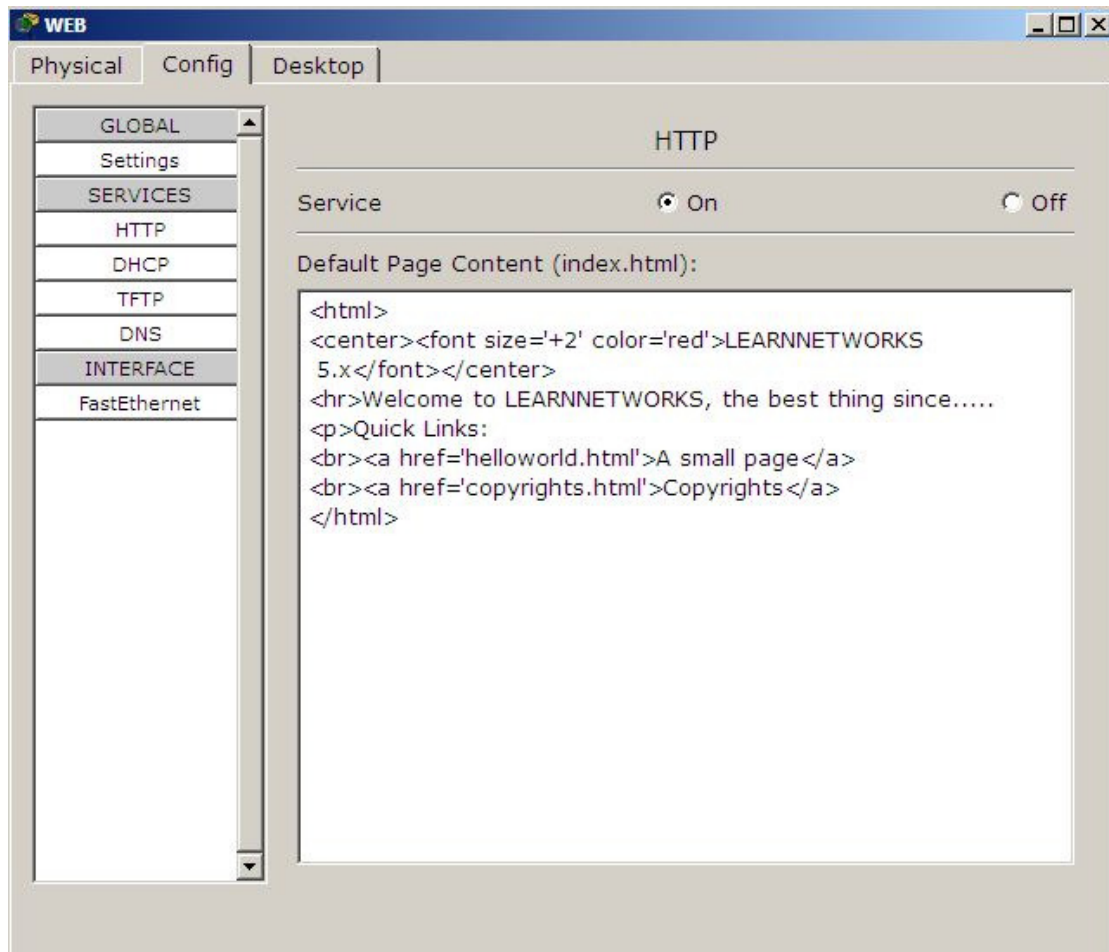 WEB
Physical
Config
Desktop
GLOBAL
Settings
SERVICES
HTTP
DHCP
TFTP
DNS
INTERFACE
FastEthernet
HTTP
Service On Off
Default Page Content (index.html):
<html>
<center><font size='+2' color='red'>LEARNNETWORKS
5.x</font></center>
<hr>Welcome to LEARNNETWORKS, the best thing since.....
<p>Quick Links:
<br><a href='helloworld.html'>A small page</a>
<br><a href='copyrights.html'>Copyrights</a>
</html>